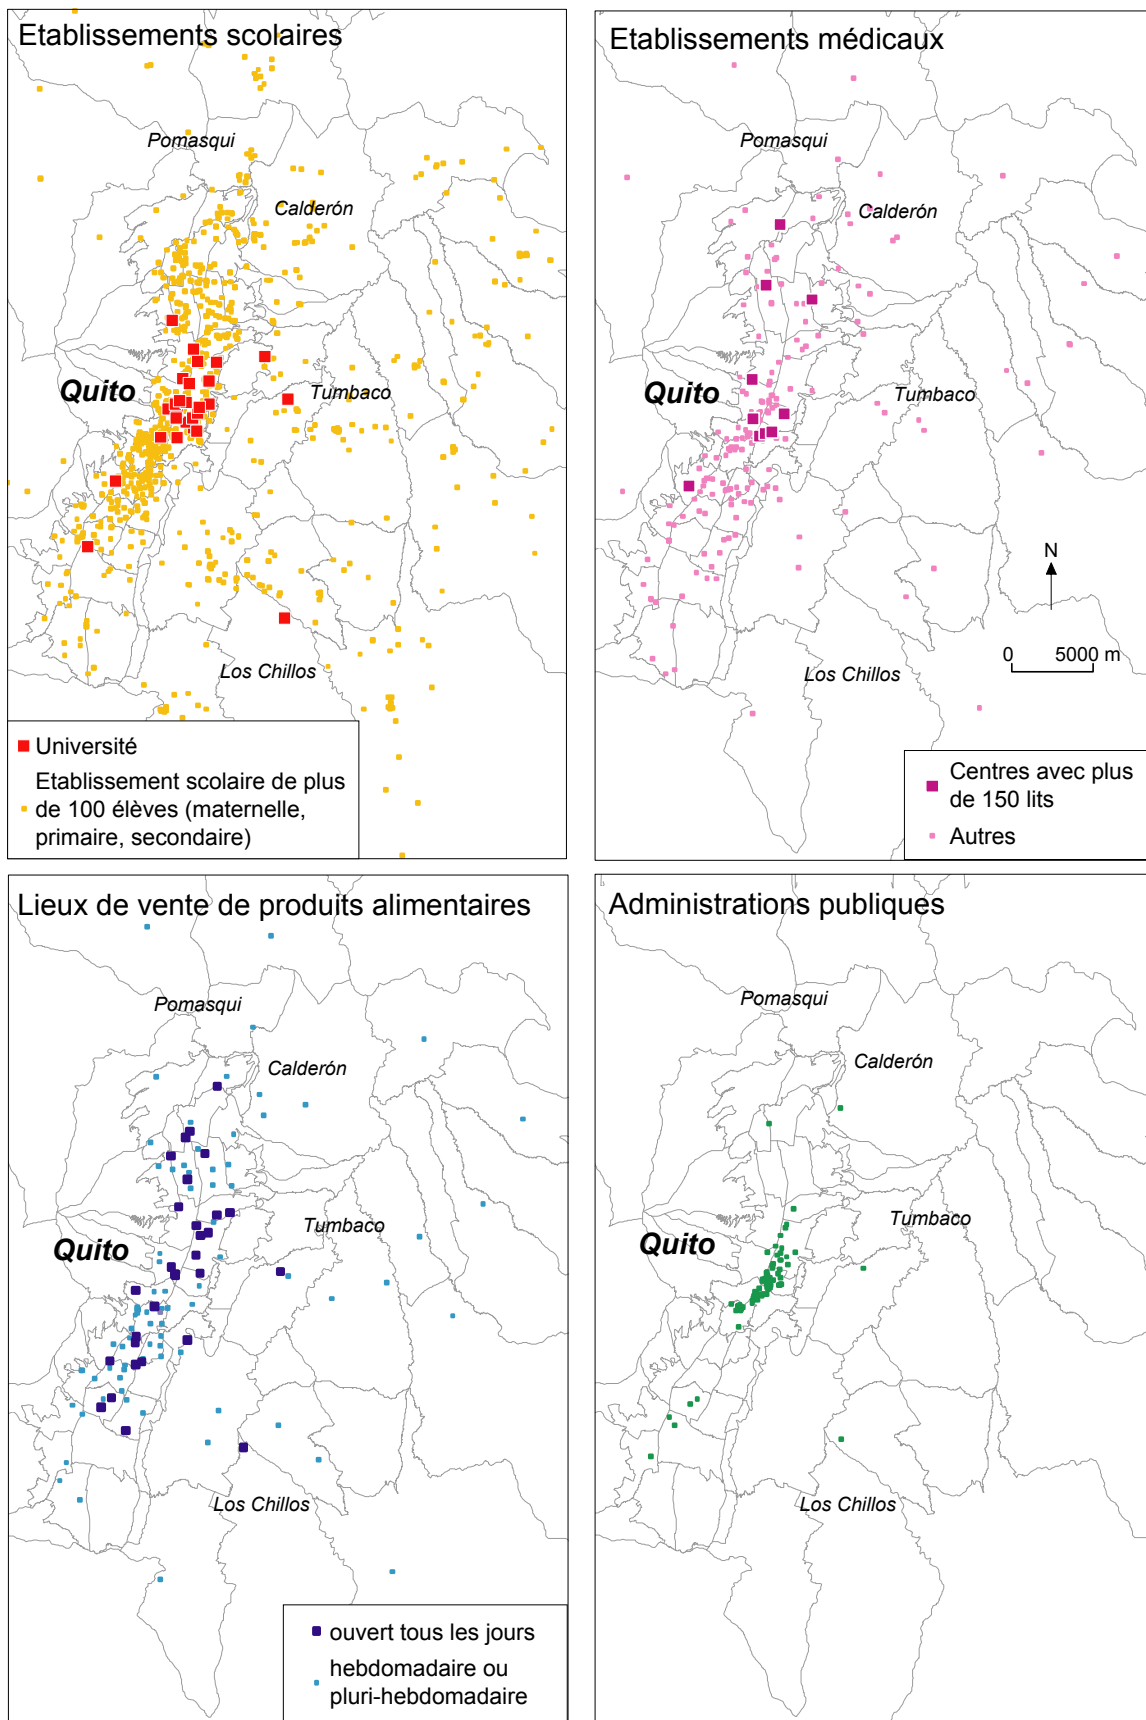 Etablissements scolaires
Pomasqui
Calderón
Quito
Tumbaco
Los Chillos
Université
Etablissement scolaire de plus
de 100 élèves (maternelle,
primaire, secondaire)
Etablissements médicaux
Pomasqui
Calderón
Quito
Tumbaco
N
0 5000 m
Los Chillos
Centres avec plus
de 150 lits
Autres
Lieux de vente de produits alimentaires
Pomasqui
Calderón
Tumbaco
Quito
Los Chillos
ouvert tous les jours
hebdomadaire ou
pluri-hebdomadaire
Administrations publiques
Pomasqui
Calderón
Tumbaco
Quito
Los Chillos